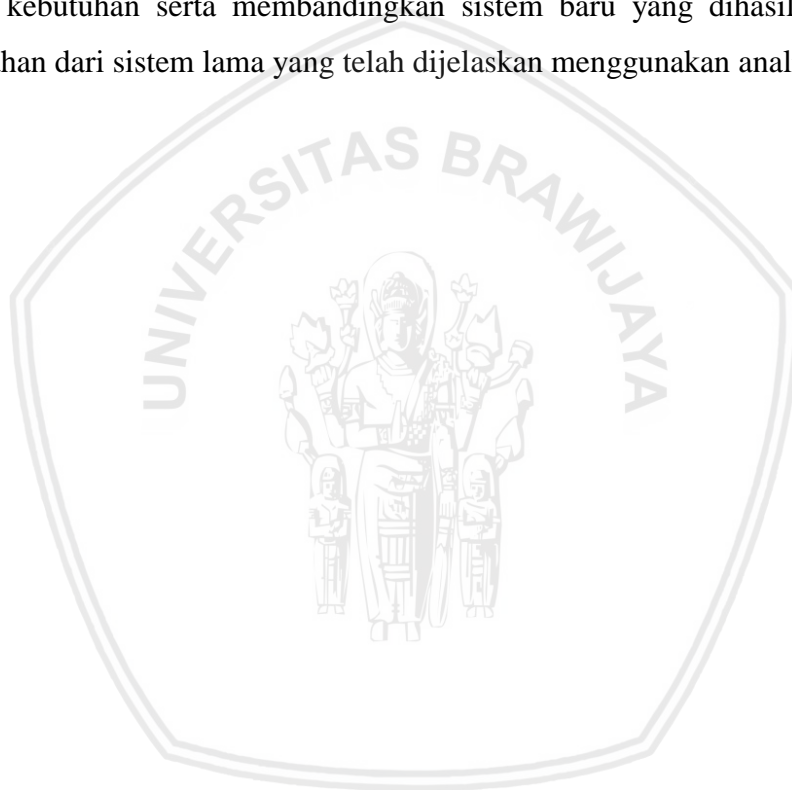 kebutuhan serta membandingkan sistem baru yang dihasil
han dari sistem lama yang telah dijelaskan menggunakan anal
UNIVERSITAS BRAWIJAYA